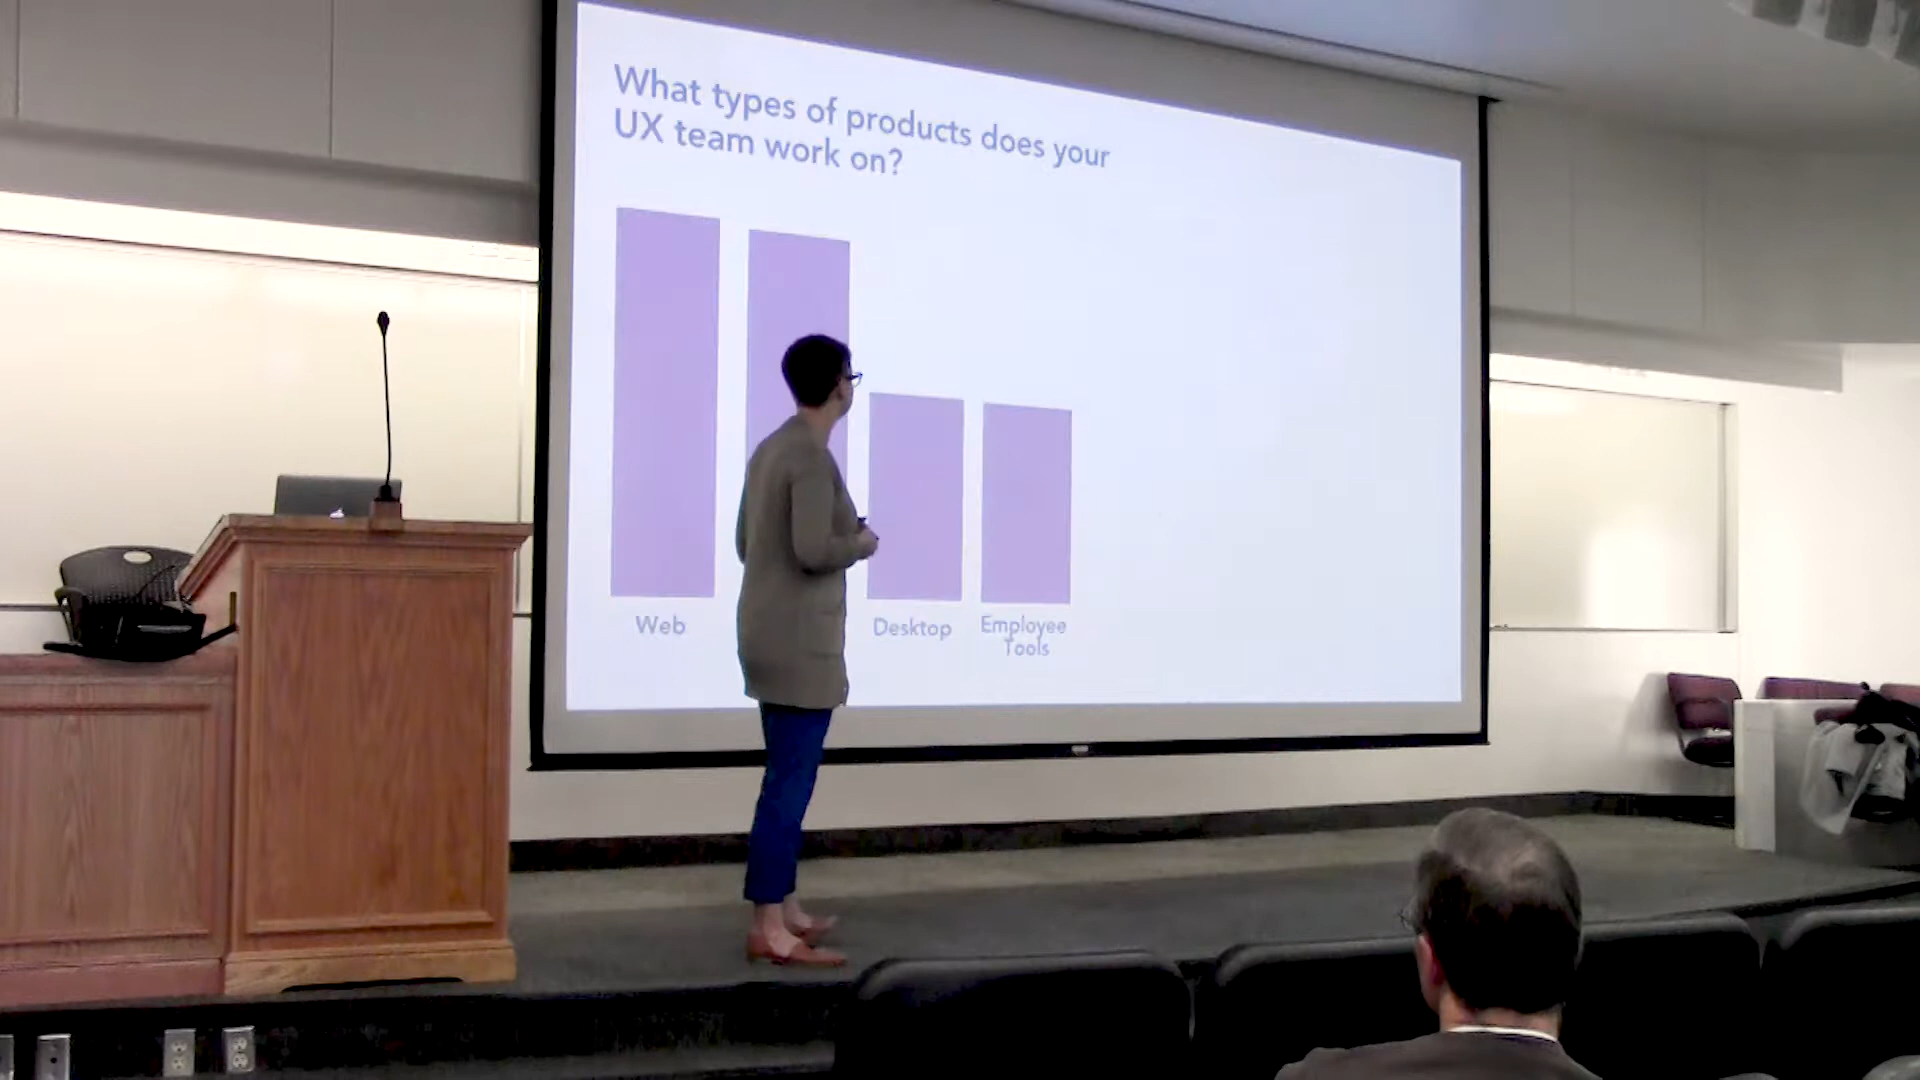 What types of products does your
UX team work on?
Web
Desktop
Employee
Tools